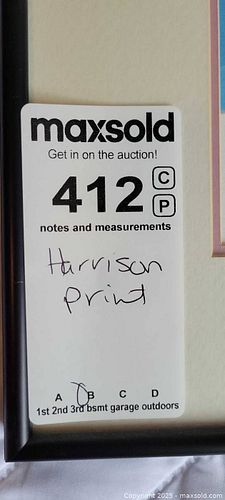 maxsold
Get in on the auction!
412 C
P
notes and measurements
Harrison
print
A B C D
1st 2nd 3rd bsmt garage outdoors
Copyright © 2025 - maxsold.com